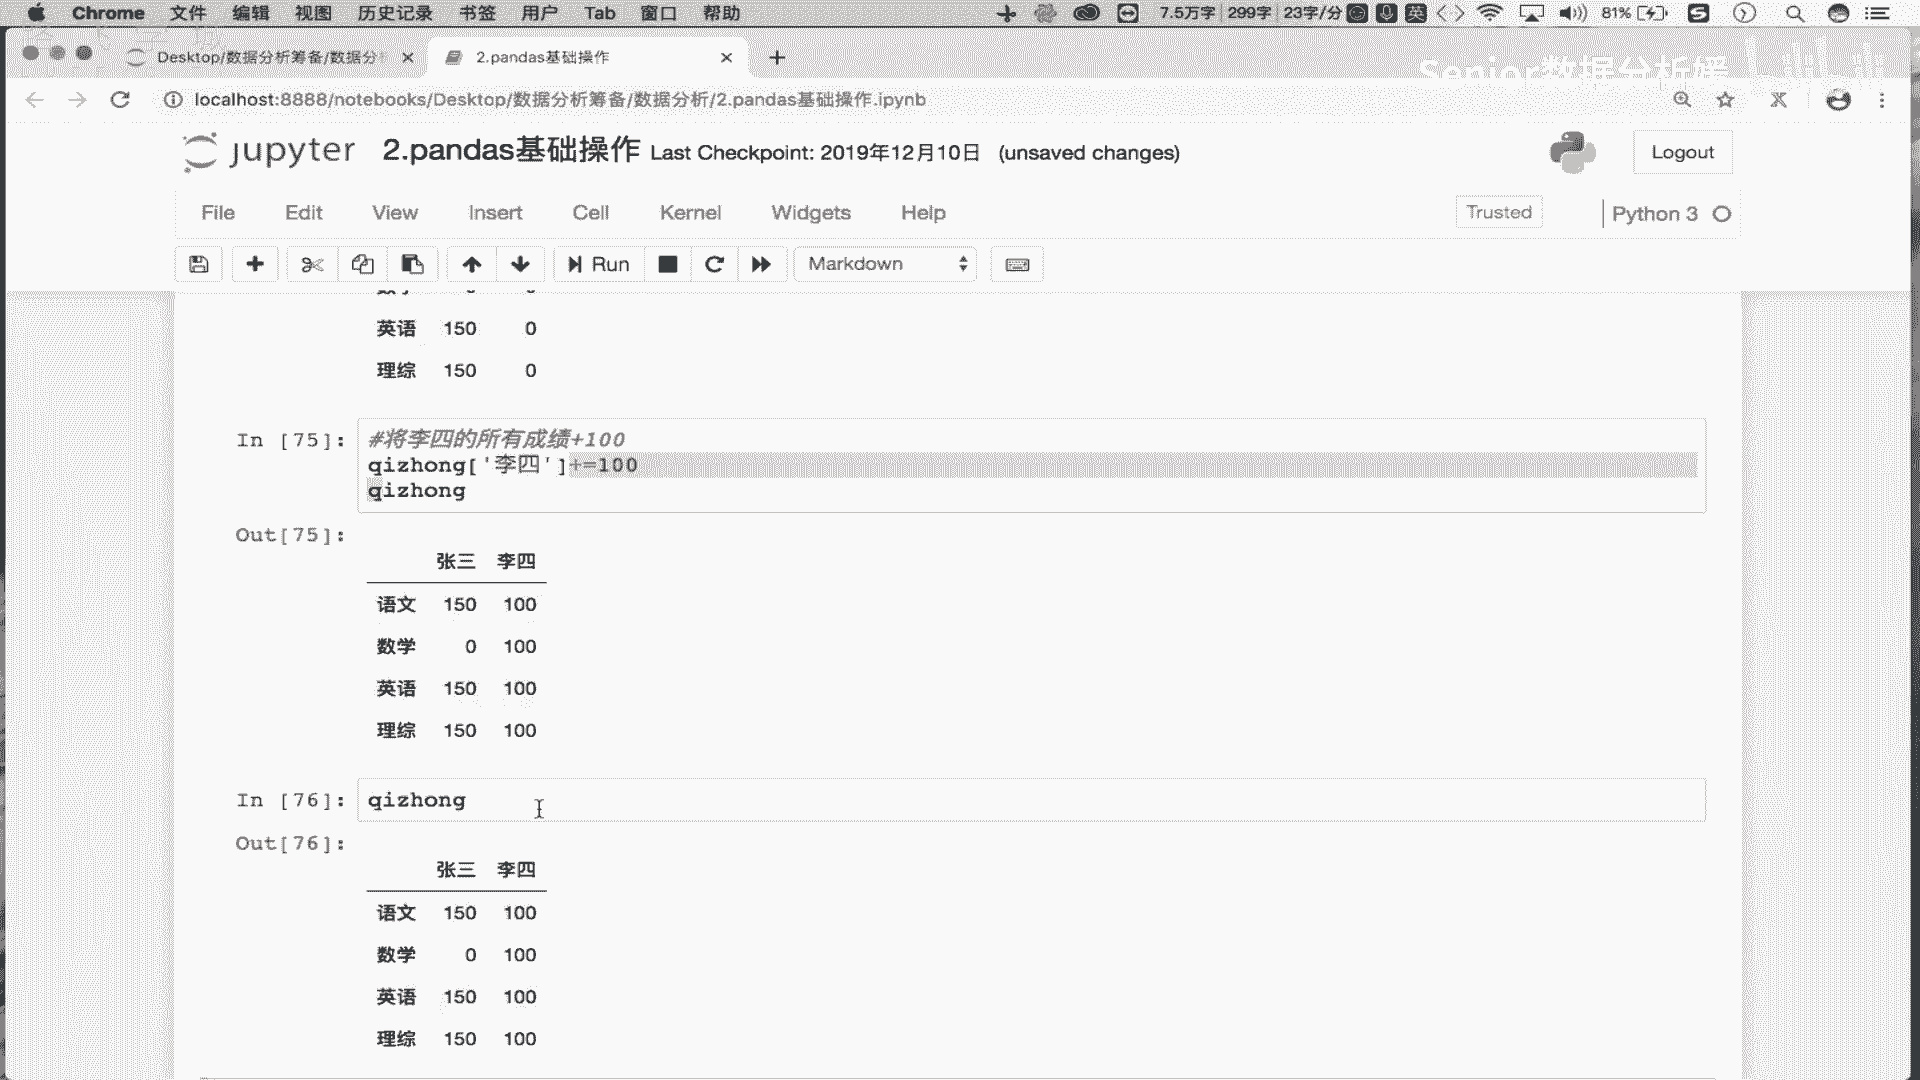 Chrome 文件 编辑 视图 历史记录 书签 用户 Tab 窗口 帮助 7.5万字 299字 23字/分 英 81%
Desktop/数据分析筹备/数据分析 2.pandas基础操作
Senior数据分析媛 bilibili
localhost:8888/notebooks/Desktop/数据分析筹备/数据分析/2.pandas基础操作.ipynb
jupyter 2.pandas基础操作 Last Checkpoint: 2019年12月10日 (unsaved changes) Logout
File Edit View Insert Cell Kernel Widgets Help Trusted Python 3
Run Markdown
英语 150 0
理综 150 0
In [75]: #将李四的所有成绩+100
qizhong['李四']+=100
qizhong
Out[75]:
张三 李四
语文 150 100
数学 0 100
英语 150 100
理综 150 100
In [76]: qizhong
Out[76]:
张三 李四
语文 150 100
数学 0 100
英语 150 100
理综 150 100